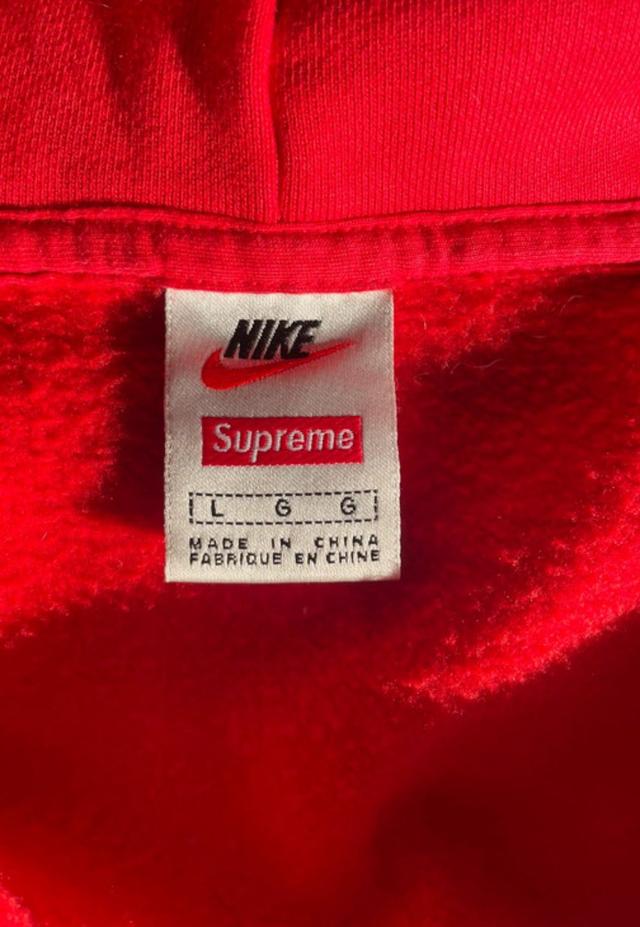 NIKE
Supreme
L G G
MADE IN CHINA
FABRIQUE EN CHINE